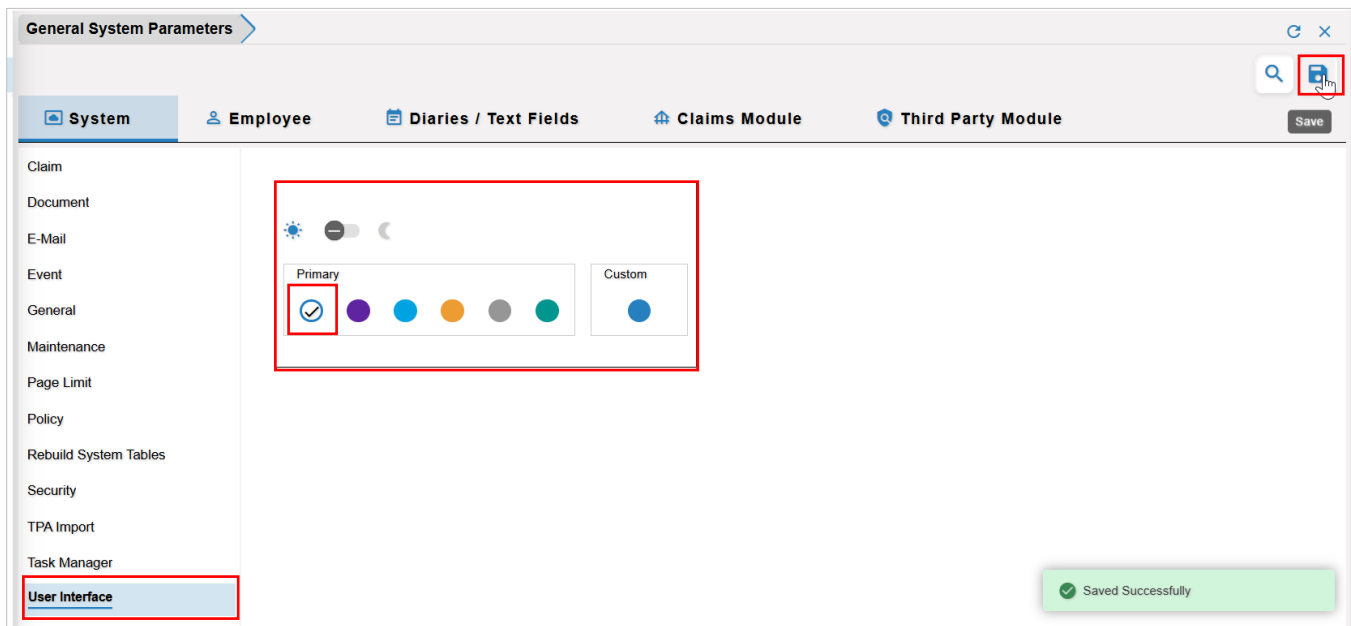 General System Parameters
System
Employee
Diaries / Text Fields
Claims Module
Third Party Module
Save
Claim
Document
E-Mail
Event
General
Maintenance
Page Limit
Policy
Rebuild System Tables
Security
TPA Import
Task Manager
User Interface
Primary
Custom
Saved Successfully